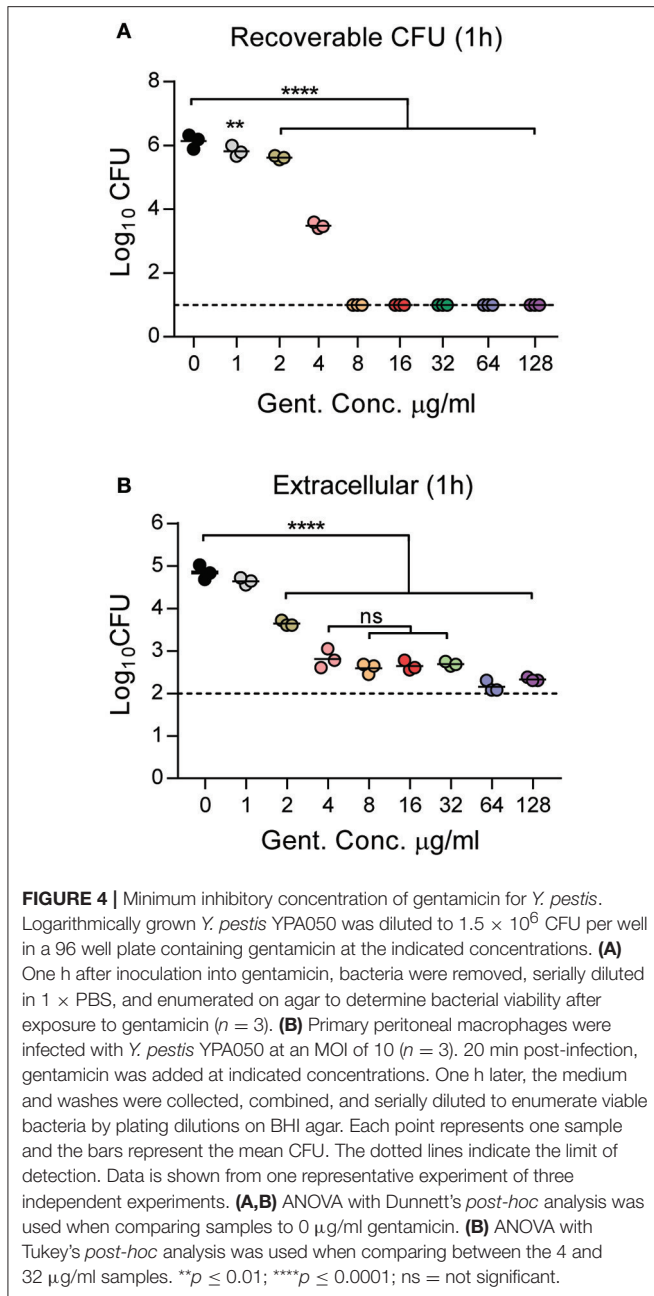 A
Recoverable CFU (1h)
****
**
Log10 CFU
8
6
4
2
0
0 1 2 4 8 16 32 64 128
Gent. Conc. µg/ml
B
Extracellular (1h)
****
ns
Log10CFU
6
5
4
3
2
1
0
0 1 2 4 8 16 32 64 128
Gent. Conc. µg/ml
FIGURE 4 | Minimum inhibitory concentration of gentamicin for Y. pestis.
Logarithmically grown Y. pestis YPA050 was diluted to 1.5 × 10⁶ CFU per well
in a 96 well plate containing gentamicin at the indicated concentrations. (A)
One h after inoculation into gentamicin, bacteria were removed, serially diluted
in 1 × PBS, and enumerated on agar to determine bacterial viability after
exposure to gentamicin (n = 3). (B) Primary peritoneal macrophages were
infected with Y. pestis YPA050 at an MOI of 10 (n = 3). 20 min post-infection,
gentamicin was added at indicated concentrations. One h later, the medium
and washes were collected, combined, and serially diluted to enumerate viable
bacteria by plating dilutions on BHI agar. Each point represents one sample
and the bars represent the mean CFU. The dotted lines indicate the limit of
detection. Data is shown from one representative experiment of three
independent experiments. (A,B) ANOVA with Dunnett's post-hoc analysis was
used when comparing samples to 0 µg/ml gentamicin. (B) ANOVA with
Tukey's post-hoc analysis was used when comparing between the 4 and
32 µg/ml samples. **p ≤ 0.01; ****p ≤ 0.0001; ns = not significant.